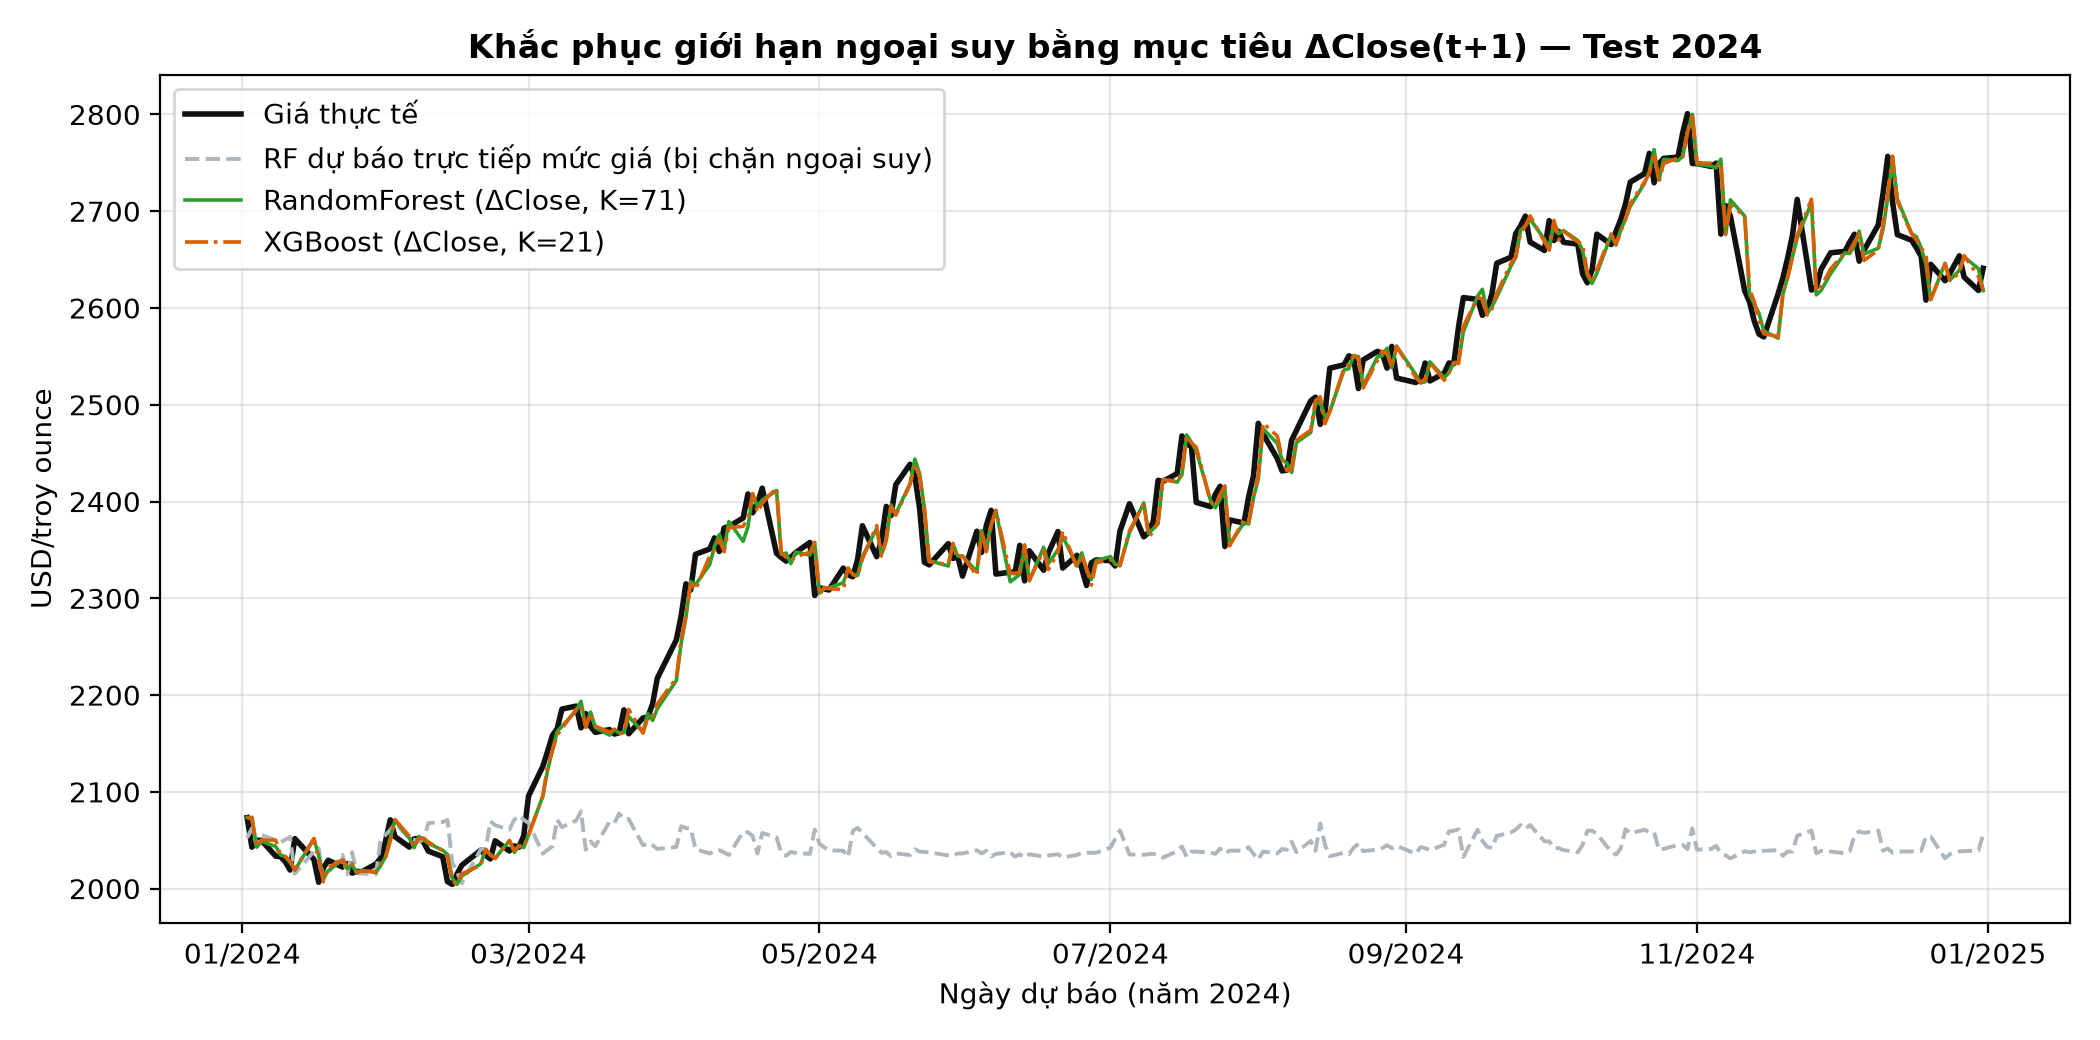 Khắc phục giới hạn ngoại suy bằng mục tiêu ΔClose(t+1) — Test 2024
Giá thực tế
RF dự báo trực tiếp mức giá (bị chặn ngoại suy)
RandomForest (ΔClose, K=71)
XGBoost (ΔClose, K=21)
USD/troy ounce
2800
2700
2600
2500
2400
2300
2200
2100
2000
01/2024 03/2024 05/2024 07/2024 09/2024 11/2024 01/2025
Ngày dự báo (năm 2024)